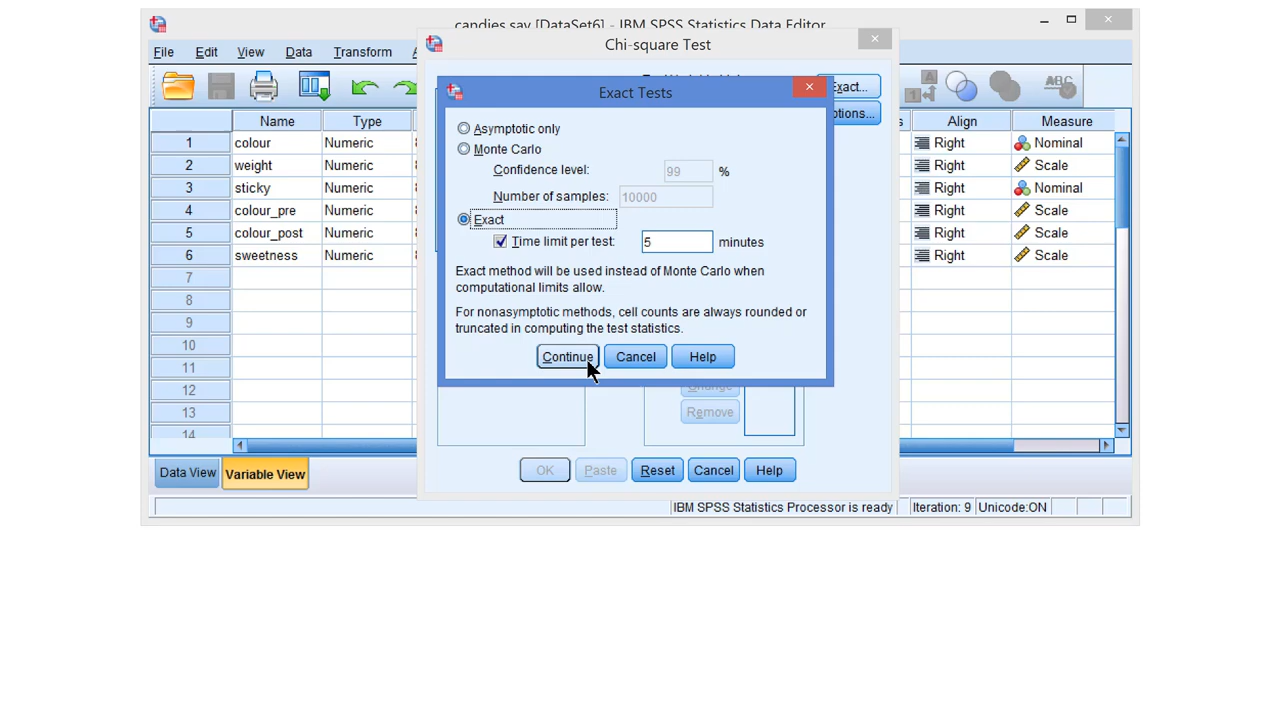 candies.sav [DataSet6] - IBM SPSS Statistics Data Editor
Chi-square Test
File Edit View Data Transform
Exact Tests
Exact...
Name Type Align Measure
Asymptotic only
1 colour Numeric Right Nominal
Monte Carlo
2 weight Numeric Right Scale
Confidence level: 99 %
3 sticky Numeric Right Nominal
Number of samples: 10000
4 colour_pre Numeric Right Scale
Exact
5 colour_post Numeric Right Scale
Time limit per test: 5 minutes
6 sweetness Numeric Right Scale
7
Exact method will be used instead of Monte Carlo when
computational limits allow.
8
For nonasymptotic methods, cell counts are always rounded or
9
truncated in computing the test statistics.
10
Continue Cancel Help
11
12
Change
13
Remove
14
Data View Variable View
OK Paste Reset Cancel Help
IBM SPSS Statistics Processor is ready Iteration: 9 Unicode:ON